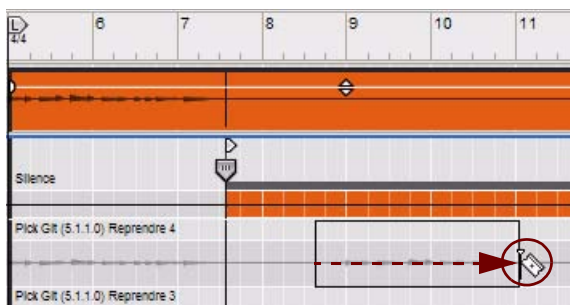 L 6 7 8 9 10 11
4/4
Silence
Pick Git (5.1.1.0) Reprendre 4
Pick Git (5.1.1.0) Reprendre 3